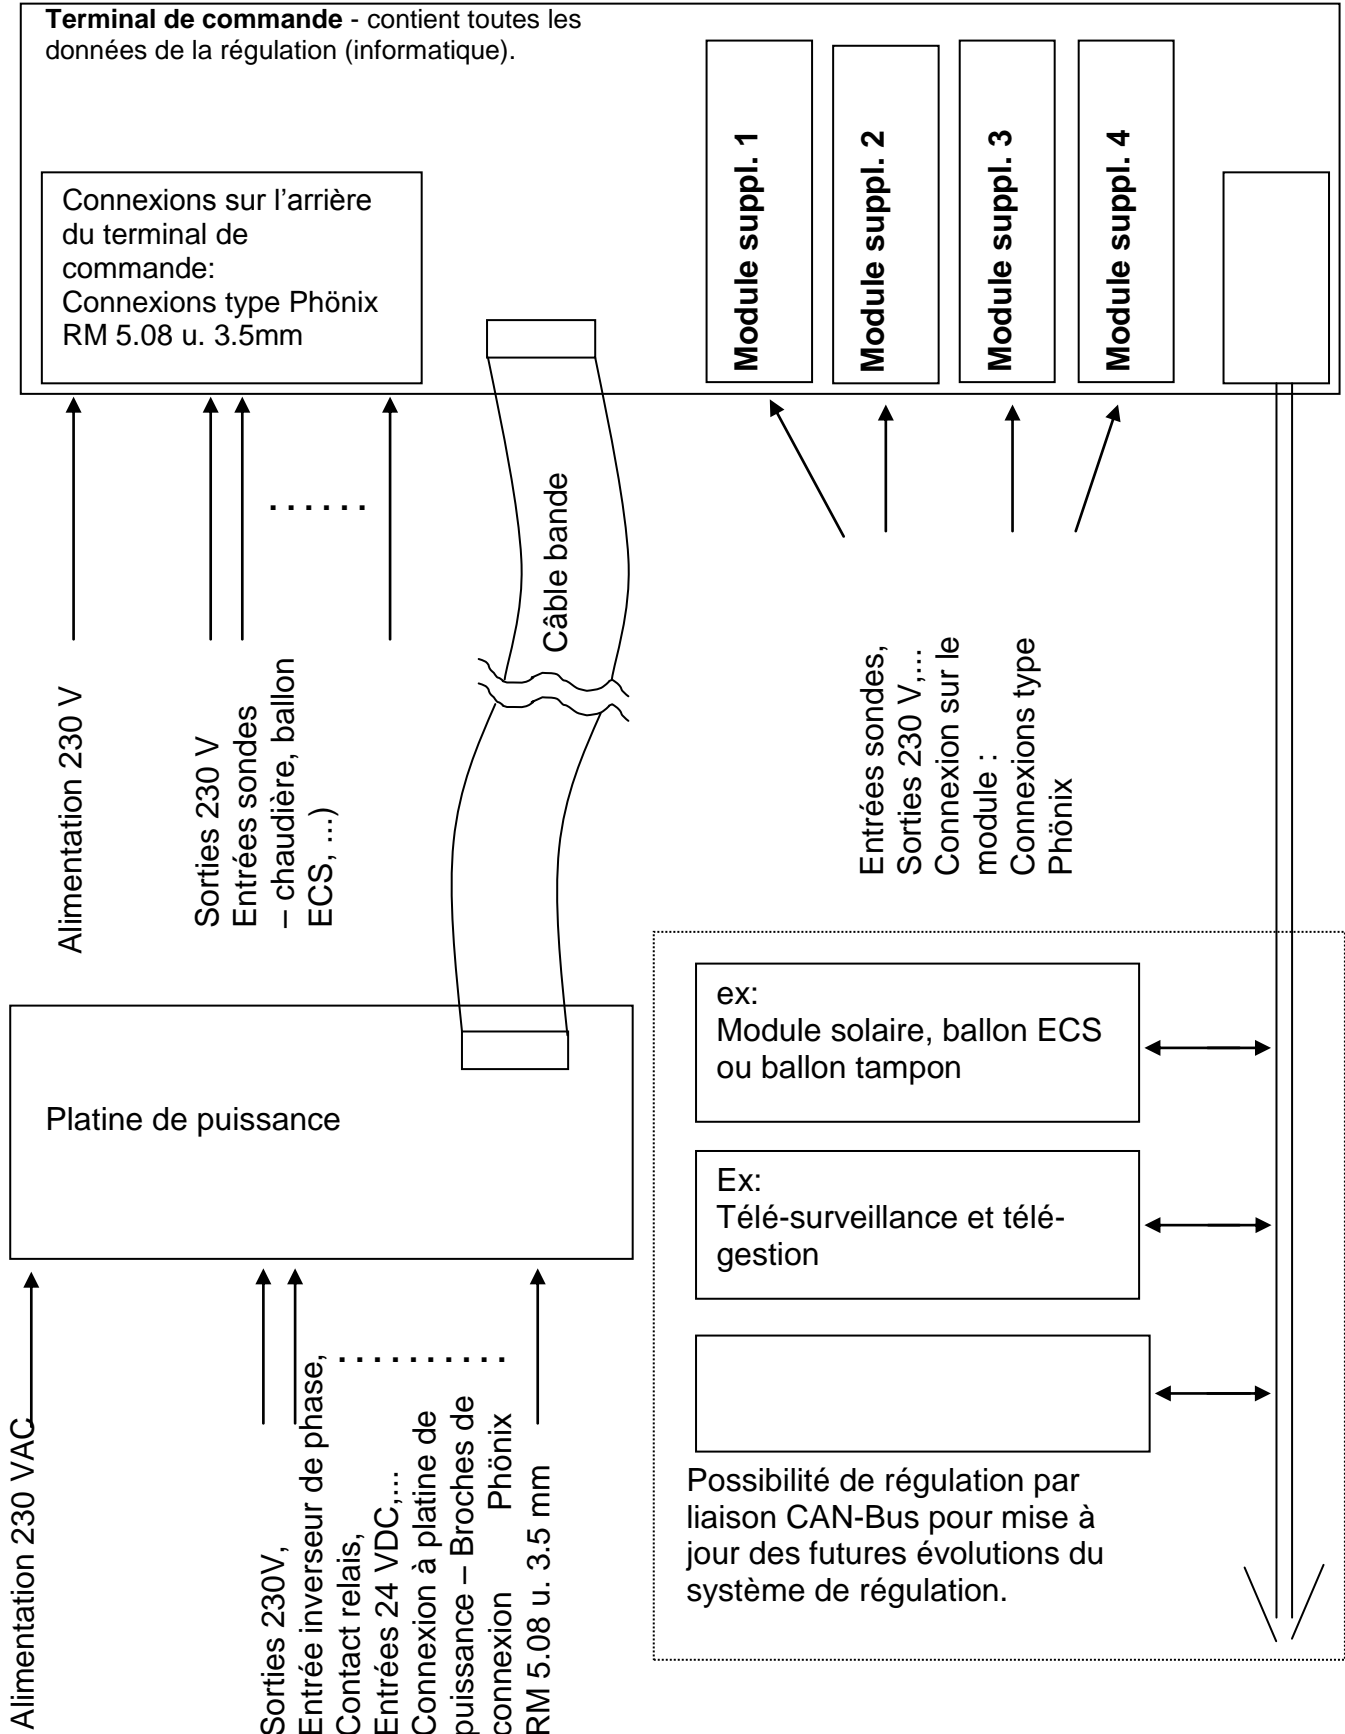 Terminal de commande - contient toutes les
données de la régulation (informatique).
Module suppl. 1
Module suppl. 2
Module suppl. 3
Module suppl. 4
Connexions sur l'arrière
du terminal de
commande:
Connexions type Phönix
RM 5.08 u. 3.5mm
......
Câble bande
Alimentation 230 V
Sorties 230 V
Entrées sondes
– chaudière, ballon
ECS, ...)
Entrées sondes,
Sorties 230 V,...
Connexion sur le
module :
Connexions type
Phönix
Platine de puissance
ex:
Module solaire, ballon ECS
ou ballon tampon
Ex:
Télé-surveillance et télé-
gestion
Possibilité de régulation par
liaison CAN-Bus pour mise à
jour des futures évolutions du
système de régulation.
..........
Alimentation 230 VAC
Sorties 230V,
Entrée inverseur de phase,
Contact relais,
Entrées 24 VDC,...
Connexion à platine de
puissance – Broches de
connexion Phönix
RM 5.08 u. 3.5 mm